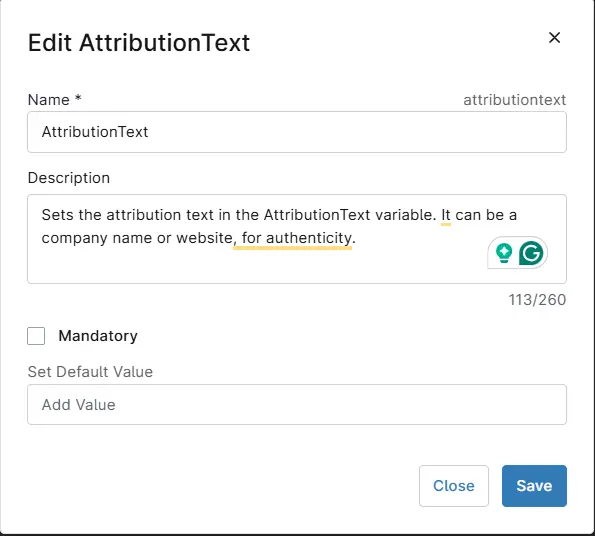 Edit AttributionText
Name * attributiontext
AttributionText
Description
Sets the attribution text in the AttributionText variable. It can be a
company name or website, for authenticity.
113/260
Mandatory
Set Default Value
Add Value
Close Save